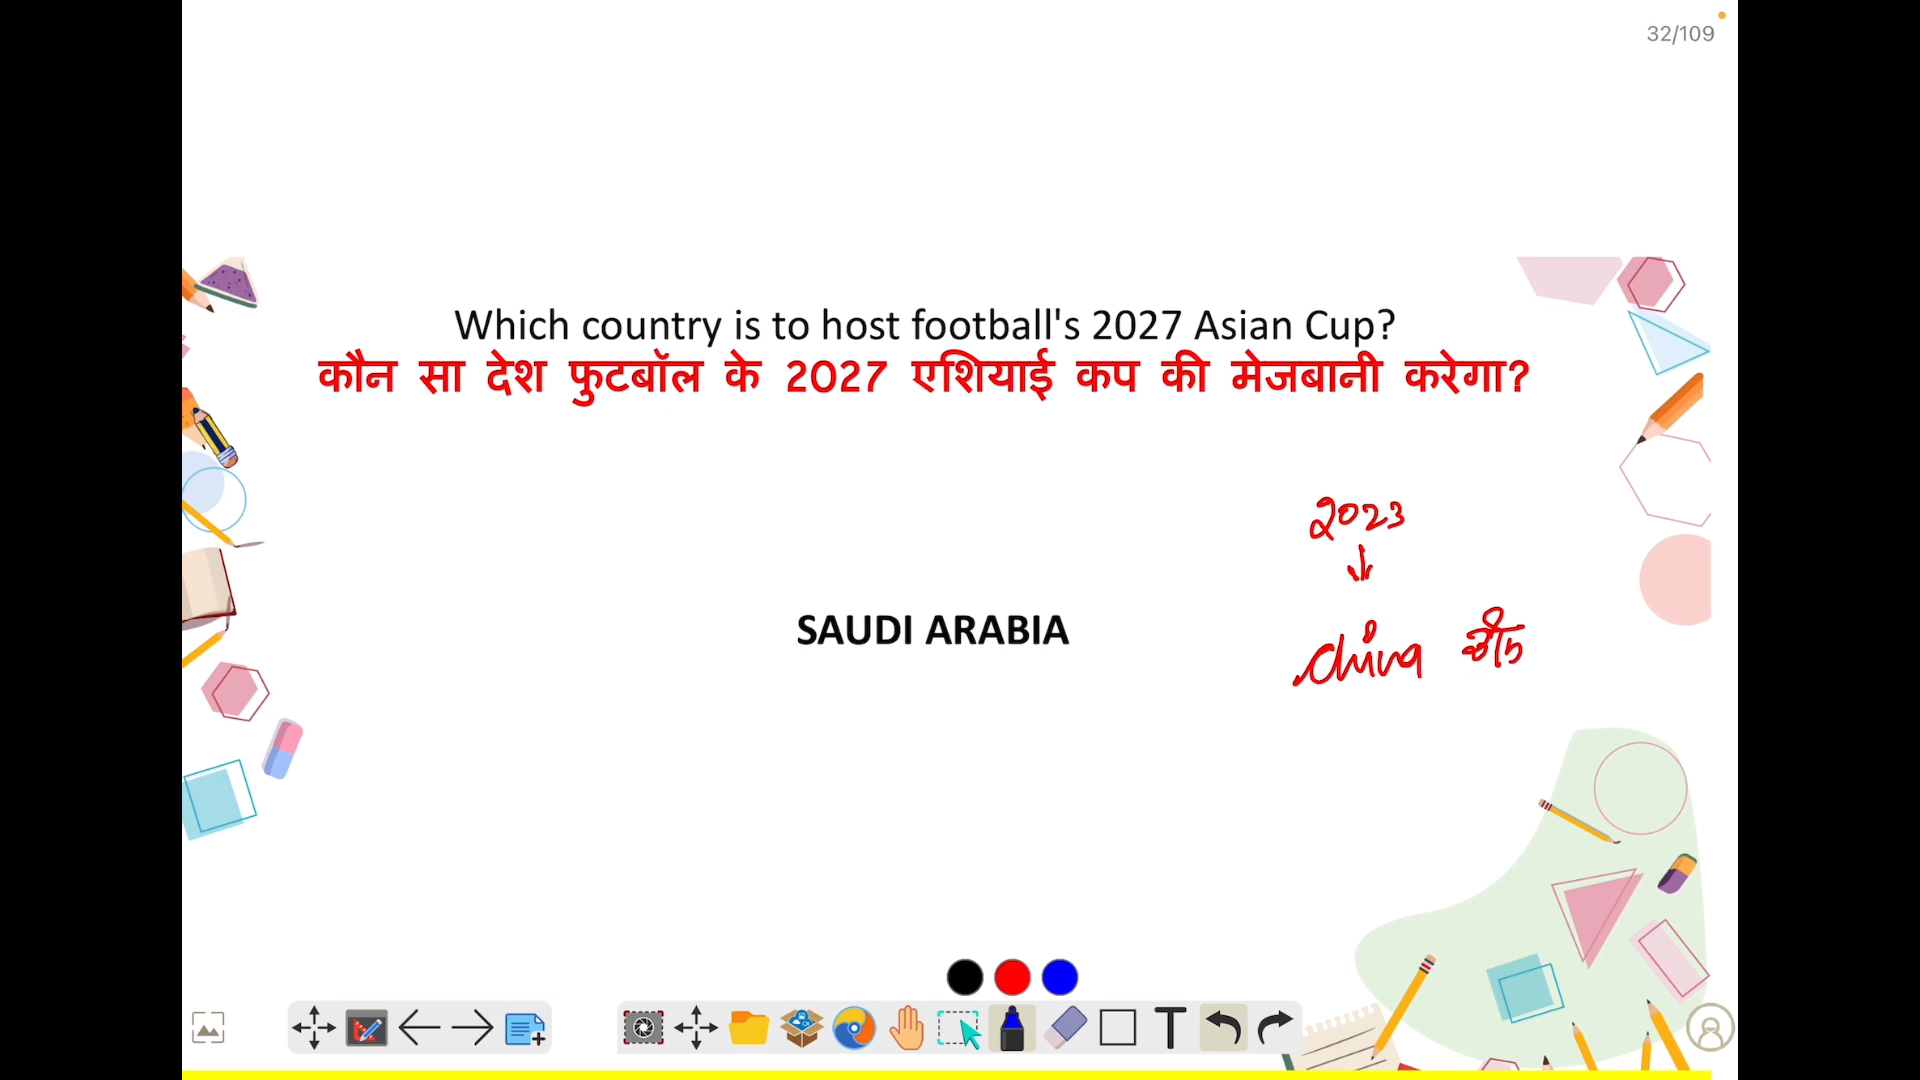 32/109
Which country is to host football's 2027 Asian Cup?
कौन सा देश फुटबॉल के 2027 एशियाई कप की मेजबानी करेगा?
2023
SAUDI ARABIA
China चीन
T